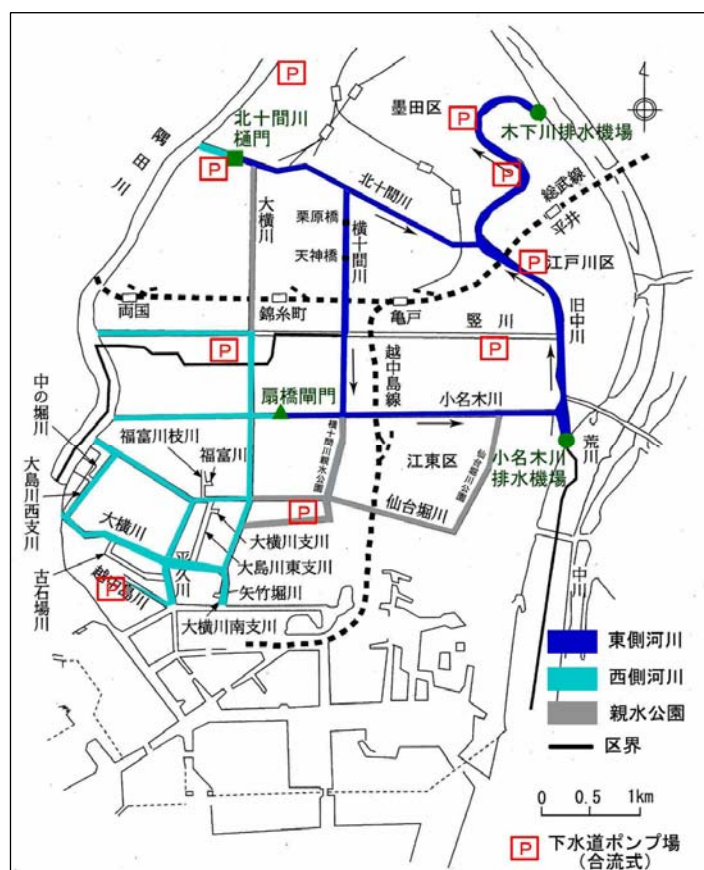 P
墨田区
P
北十間川
樋門
P
木下川排水機場
隅田川
P
北十間川
総武線
平井
大横川
栗原橋
横十間川
天神橋
P
江戸川区
両国
錦糸町
亀戸
旧中川
竪川
P
P
越中島線
中の堀川
扇橋閘門
小名木川
荒川
福富川枝川
福富川
横十間川親水公園
江東区
仙台堀川公園
小名木川
排水機場
大島川西支川
大横川
P
仙台堀川
大横川支川
平久川
大島川東支川
中川
古石場川
越中島川
P
矢竹堀川
大横川南支川
東側河川
西側河川
親水公園
区界
0 0.5 1km
P 下水道ポンプ場
(合流式)